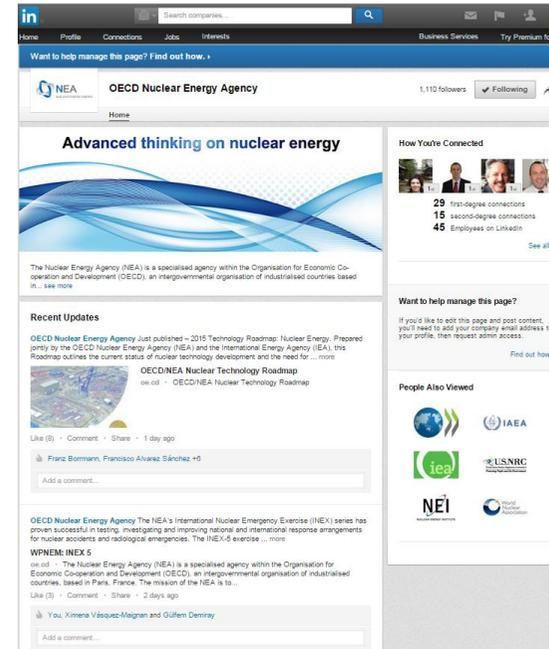 in
Search companies...
Home Profile Connections Jobs Interests
Business Services Try Premium fo
Want to help manage this page? Find out how. ›
NEA
OECD Nuclear Energy Agency
1,110 followers
Following
Home
Advanced thinking on nuclear energy
The Nuclear Energy Agency (NEA) is a specialised agency within the Organisation for Economic Co-
operation and Development (OECD), an intergovernmental organisation of industrialised countries based
in... see more
Recent Updates
OECD Nuclear Energy Agency Just published – 2015 Technology Roadmap: Nuclear Energy. Prepared
jointly by the OECD Nuclear Energy Agency (NEA) and the International Energy Agency (IEA), this
Roadmap outlines the current status of nuclear technology development and the need for ... more
OECD/NEA Nuclear Technology Roadmap
oe.cd · OECD/NEA Nuclear Technology Roadmap
Like (8) · Comment · Share · 1 day ago
Franz Borrmann, Francisco Alvarez Sánchez +6
Add a comment...
OECD Nuclear Energy Agency The NEA's International Nuclear Emergency Exercise (INEX) series has
proven successful in testing, investigating and improving national and international response arrangements
for nuclear accidents and radiological emergencies. The INEX-5 exercise ... more
WPNEM: INEX 5
oe.cd · The Nuclear Energy Agency (NEA) is a specialised agency within the Organisation for
Economic Co-operation and Development (OECD), an intergovernmental organisation of industrialised
countries, based in Paris, France. The mission of the NEA is to...
Like (3) · Comment · Share · 2 days ago
You, Ximena Vásquez-Maignan and Gülfem Demiray
Add a comment...
How You're Connected
29 first-degree connections
15 second-degree connections
45 Employees on LinkedIn
See all
Want to help manage this page?
If you'd like to edit this page and post content,
you'll need to add your company email address t
your profile, then request admin access.
Find out how
People Also Viewed
IAEA
iea
U.S.NRC
NEI
NUCLEAR ENERGY INSTITUTE
World
Nuclear
Association